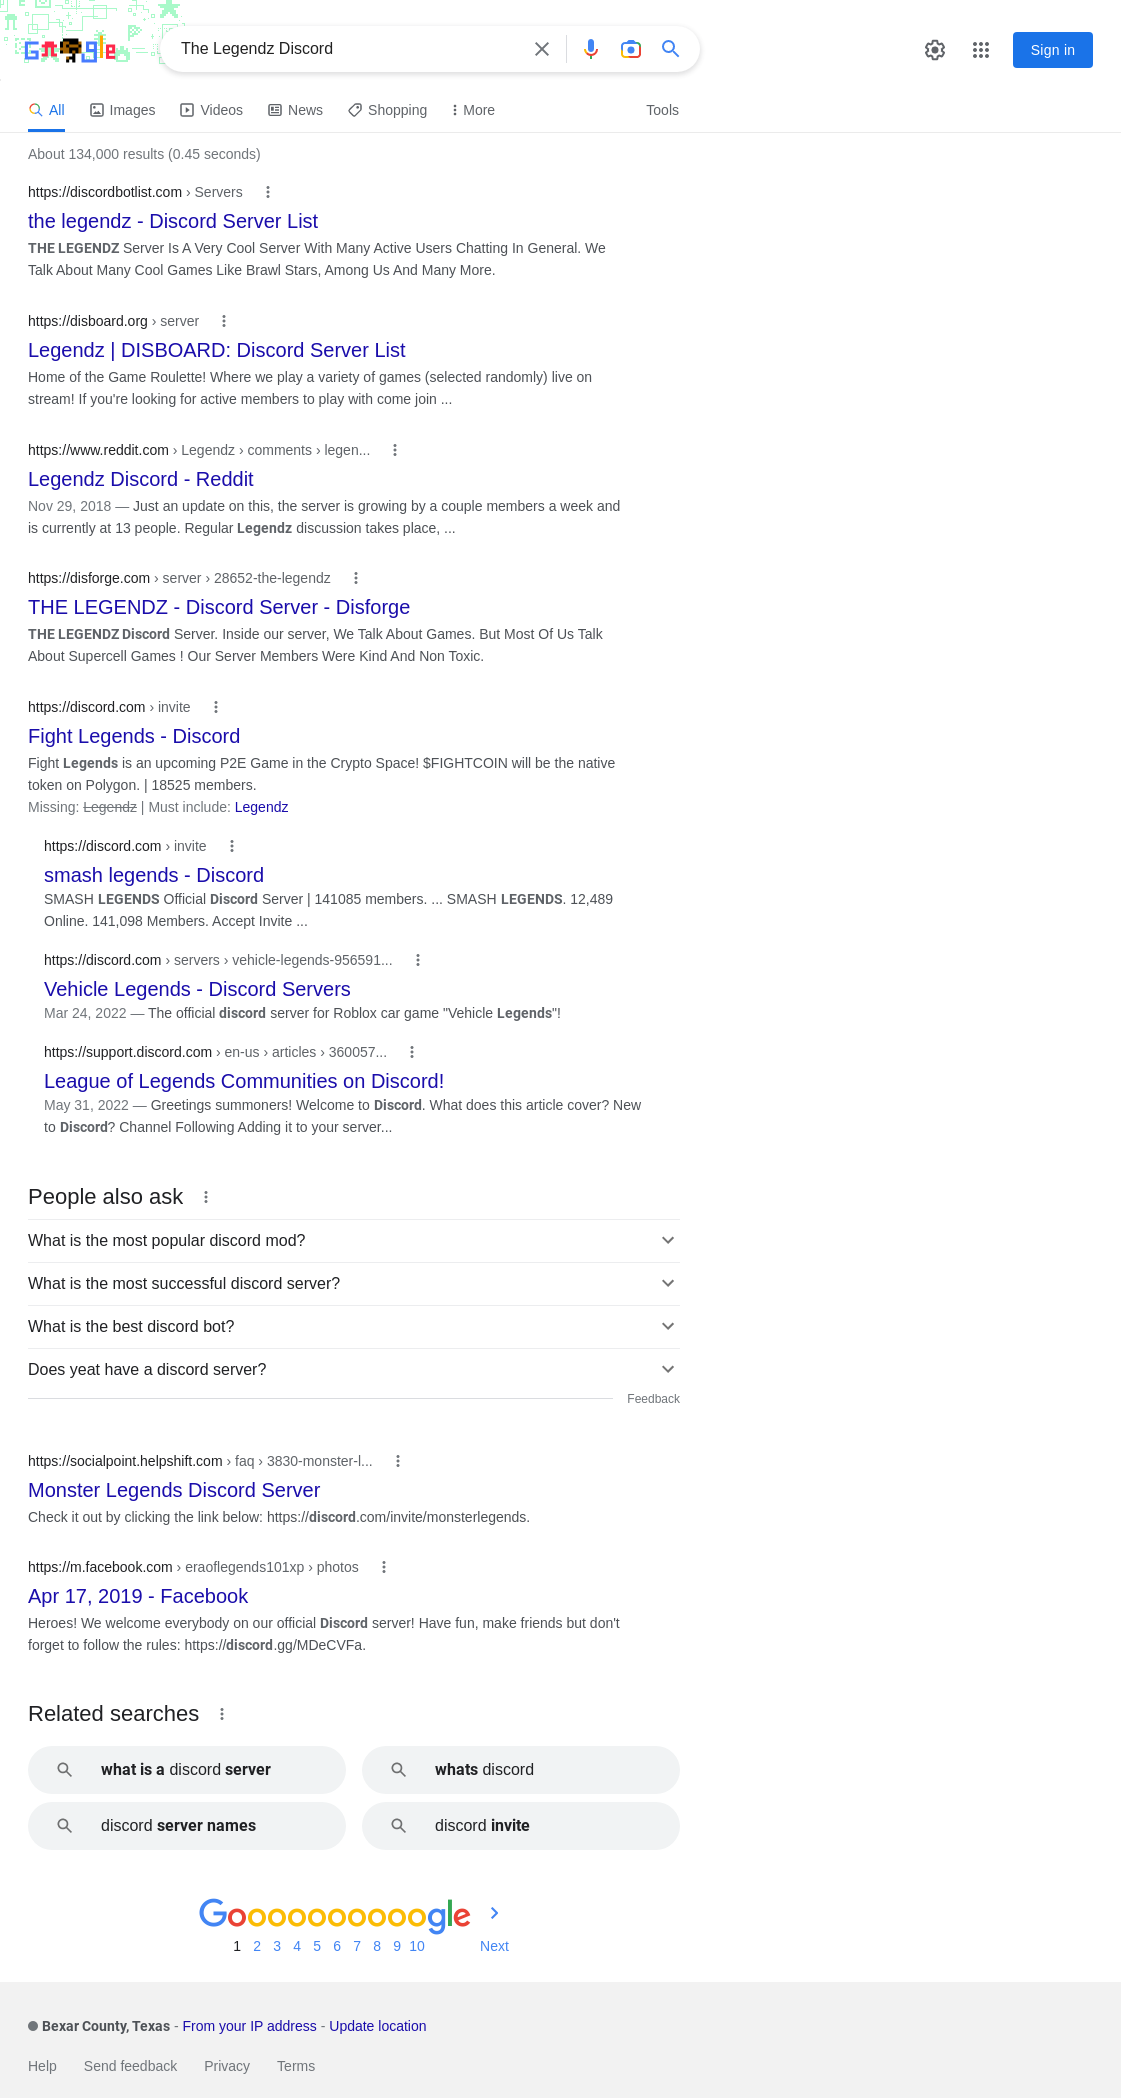 Google
The Legendz Discord
Sign in
All Images Videos News Shopping More Tools
About 134,000 results (0.45 seconds)
https://discordbotlist.com › Servers
the legendz - Discord Server List
THE LEGENDZ Server Is A Very Cool Server With Many Active Users Chatting In General. We
Talk About Many Cool Games Like Brawl Stars, Among Us And Many More.
https://disboard.org › server
Legendz | DISBOARD: Discord Server List
Home of the Game Roulette! Where we play a variety of games (selected randomly) live on
stream! If you're looking for active members to play with come join ...
https://www.reddit.com › Legendz › comments › legen...
Legendz Discord - Reddit
Nov 29, 2018 — Just an update on this, the server is growing by a couple members a week and
is currently at 13 people. Regular Legendz discussion takes place, ...
https://disforge.com › server › 28652-the-legendz
THE LEGENDZ - Discord Server - Disforge
THE LEGENDZ Discord Server. Inside our server, We Talk About Games. But Most Of Us Talk
About Supercell Games ! Our Server Members Were Kind And Non Toxic.
https://discord.com › invite
Fight Legends - Discord
Fight Legends is an upcoming P2E Game in the Crypto Space! $FIGHTCOIN will be the native
token on Polygon. | 18525 members.
Missing: Legendz | Must include: Legendz
https://discord.com › invite
smash legends - Discord
SMASH LEGENDS Official Discord Server | 141085 members. ... SMASH LEGENDS. 12,489
Online. 141,098 Members. Accept Invite ...
https://discord.com › servers › vehicle-legends-956591...
Vehicle Legends - Discord Servers
Mar 24, 2022 — The official discord server for Roblox car game "Vehicle Legends"!
https://support.discord.com › en-us › articles › 360057...
League of Legends Communities on Discord!
May 31, 2022 — Greetings summoners! Welcome to Discord. What does this article cover? New
to Discord? Channel Following Adding it to your server...
People also ask
What is the most popular discord mod?
What is the most successful discord server?
What is the best discord bot?
Does yeat have a discord server?
Feedback
https://socialpoint.helpshift.com › faq › 3830-monster-l...
Monster Legends Discord Server
Check it out by clicking the link below: https://discord.com/invite/monsterlegends.
https://m.facebook.com › eraoflegends101xp › photos
Apr 17, 2019 - Facebook
Heroes! We welcome everybody on our official Discord server! Have fun, make friends but don't
forget to follow the rules: https://discord.gg/MDeCVFa.
Related searches
what is a discord server
whats discord
discord server names
discord invite
Goooooooooogle
1 2 3 4 5 6 7 8 9 10 Next
Bexar County, Texas - From your IP address - Update location
Help Send feedback Privacy Terms